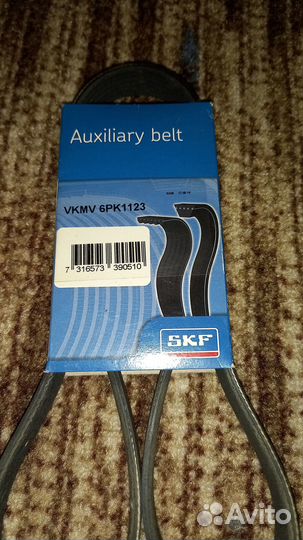 Auxiliary belt
VKMV 6PK1123
7 316573 390510
SKF
Avito